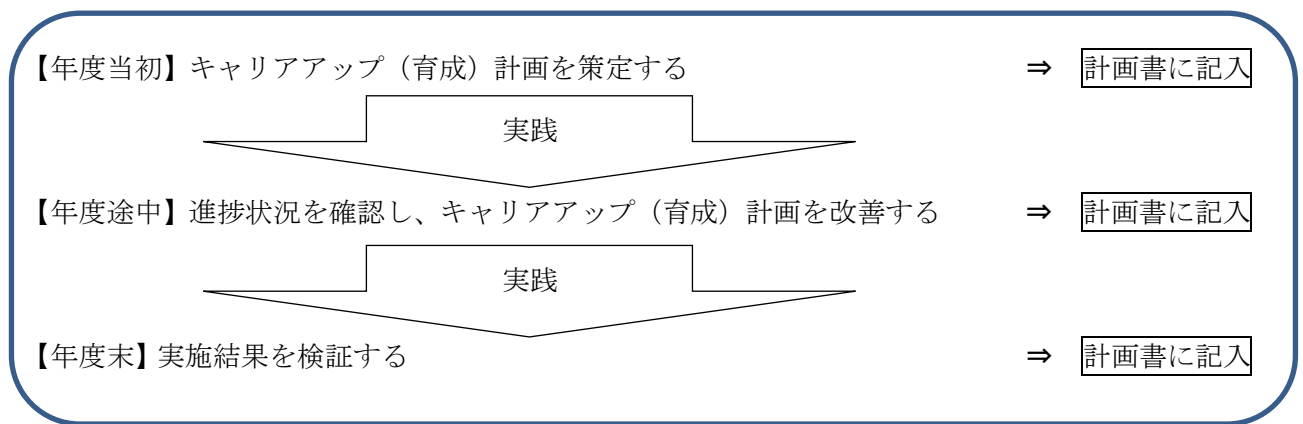 【年度当初】キャリアアップ（育成）計画を策定する ⇒ 計画書に記入
実践
【年度途中】進捗状況を確認し、キャリアアップ（育成）計画を改善する ⇒ 計画書に記入
実践
【年度末】実施結果を検証する ⇒ 計画書に記入